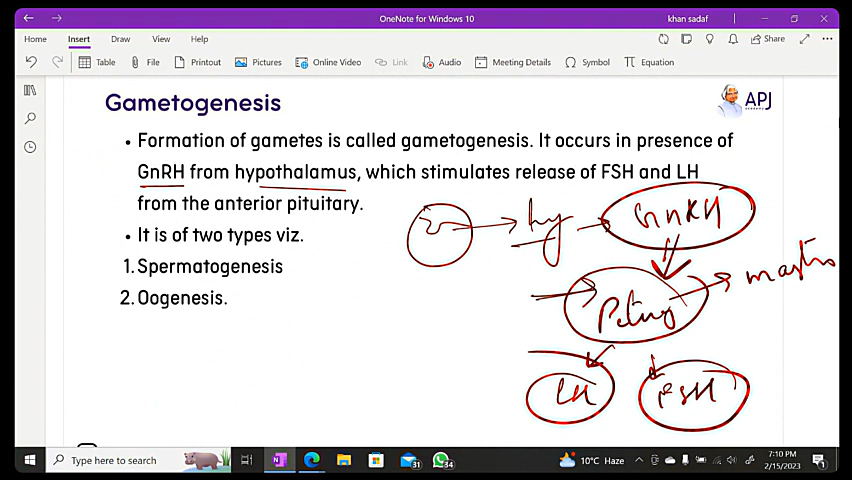 OneNote for Windows 10
khan sadaf
Home Insert Draw View Help
Share
Table File Printout Pictures Online Video Link Audio Meeting Details Symbol Equation
Gametogenesis
APJ
• Formation of gametes is called gametogenesis. It occurs in presence of
GnRH from hypothalamus, which stimulates release of FSH and LH
from the anterior pituitary.
• It is of two types viz.
1. Spermatogenesis
2. Oogenesis.
hy
GnRH
LH
FSH
Type here to search
31
34
10°C Haze
7:10 PM
2/15/2023
1